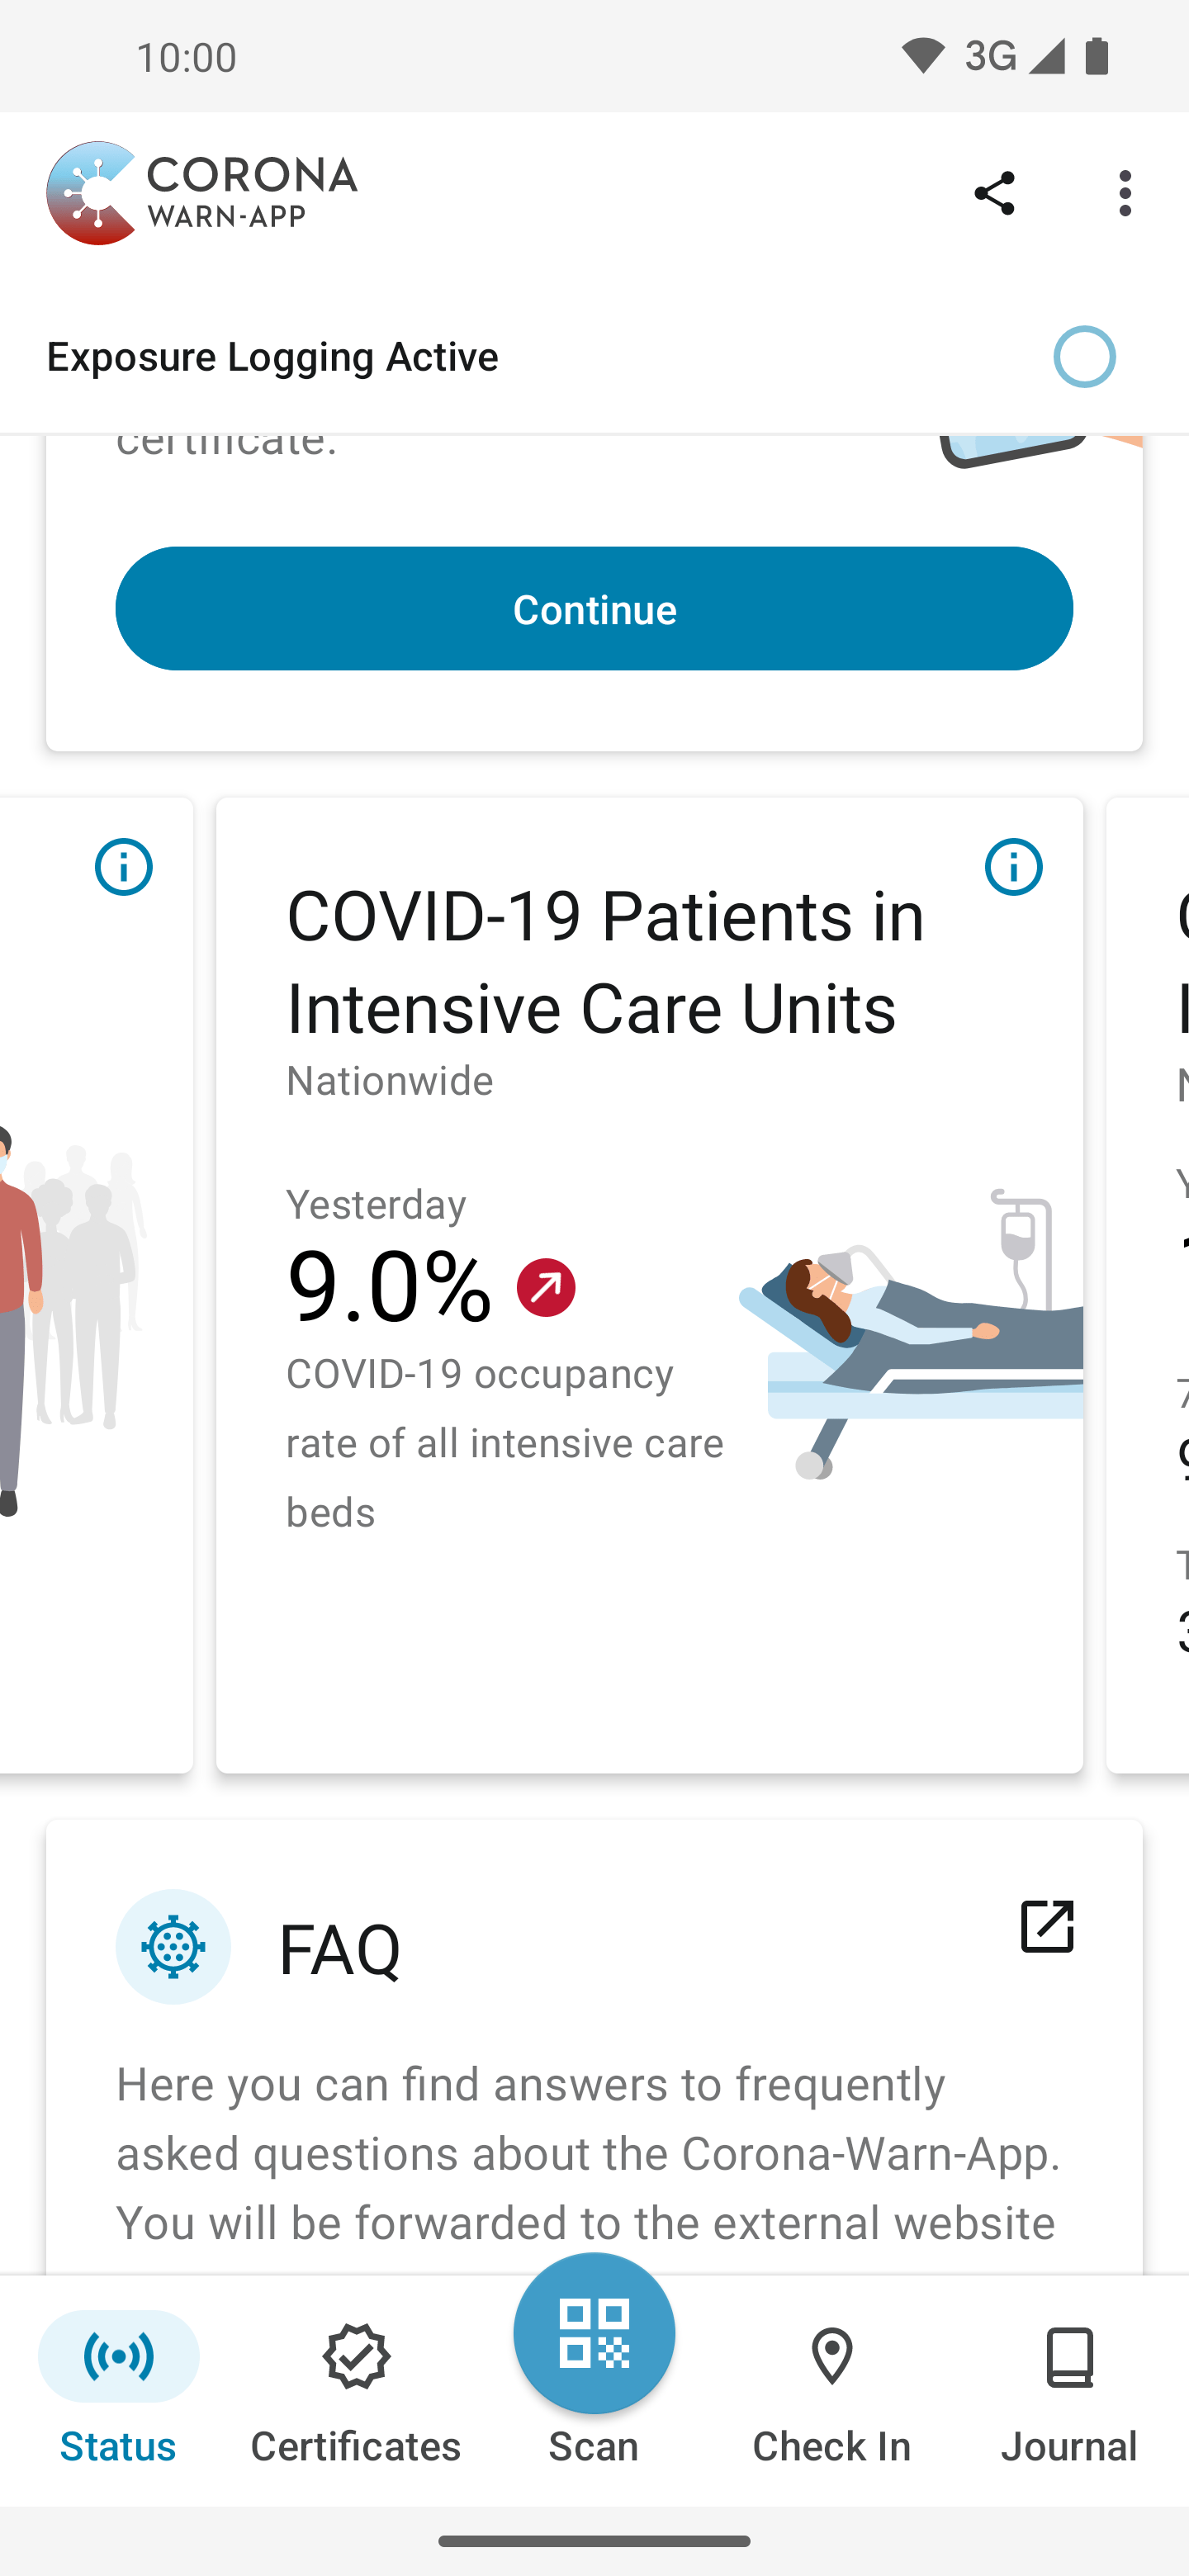 10:00
3G
CORONA
WARN-APP
Exposure Logging Active
certificate.
Continue
COVID-19 Patients in
Intensive Care Units
Nationwide
Yesterday
9.0%
COVID-19 occupancy
rate of all intensive care
beds
FAQ
Here you can find answers to frequently
asked questions about the Corona-Warn-App.
You will be forwarded to the external website
Status
Certificates
Scan
Check In
Journal